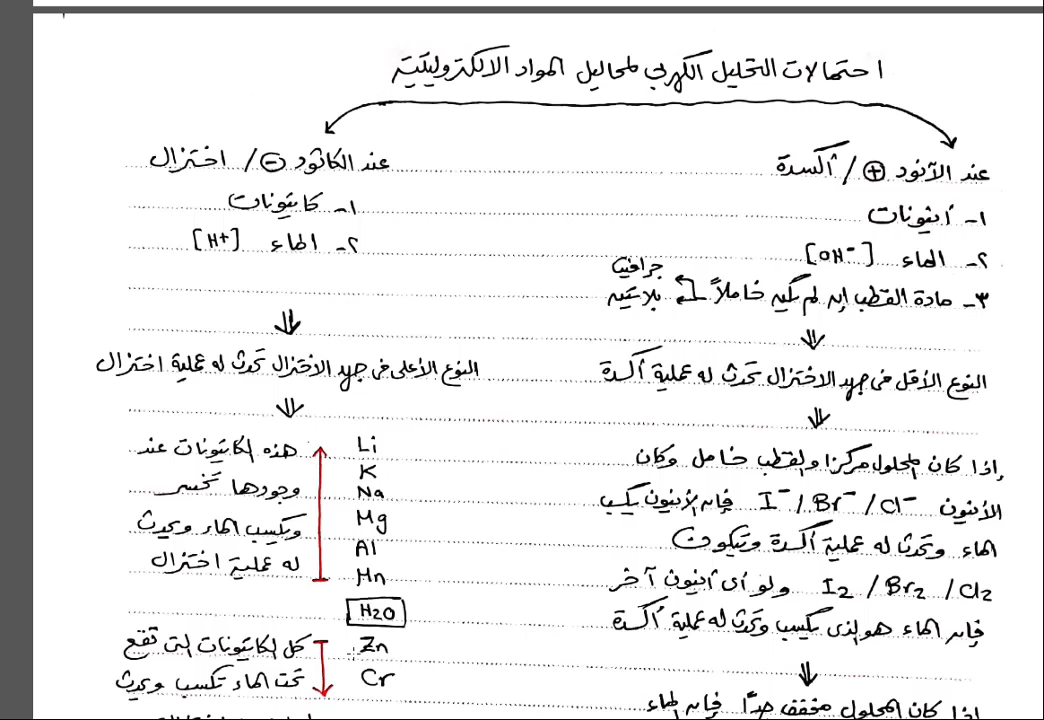 احتمالات التحليل الكهربي لمحاليل المواد الالكتروليتية
عند الآنود ⊕ / أكسدة
١- أنيونات
٢- الماء [OH⁻]
٣- مادة القطب إن لم يكن خاملاً جرافيت بلاتين
⇓
النوع الأقل في جهد الاختزال تحدث له عملية أكسدة
⇓
إذا كان المحلول مركزا والقطب خامل وكان
الأنيون I⁻ / Br⁻ / Cl⁻ فإن الأنيون يكسب
الماء وتحدث له عملية أكسدة وتتكون
I2 / Br2 / Cl2 ولو أي أنيون آخر
فإن الماء هو الذى يكسب وتحدث له عملية أكسدة
⇓
إذا كان المحلول مخفف جدًا فإن الماء
عند الكاثود ⊖ / اختزال
١- كاتيونات
٢- الماء [H+]
⇓
النوع الأعلى في جهد الاختزال تحدث له عملية اختزال
⇓
Li
K
Na
Mg
Al
Mn
H2O
Zn
Cr
هذه الكاتيونات عند
وجودها تخسر
ويكسب الماء ويحدث
له عملية اختزال
كل الكاتيونات التى تقع
تحت الماء تكسب ويحدث